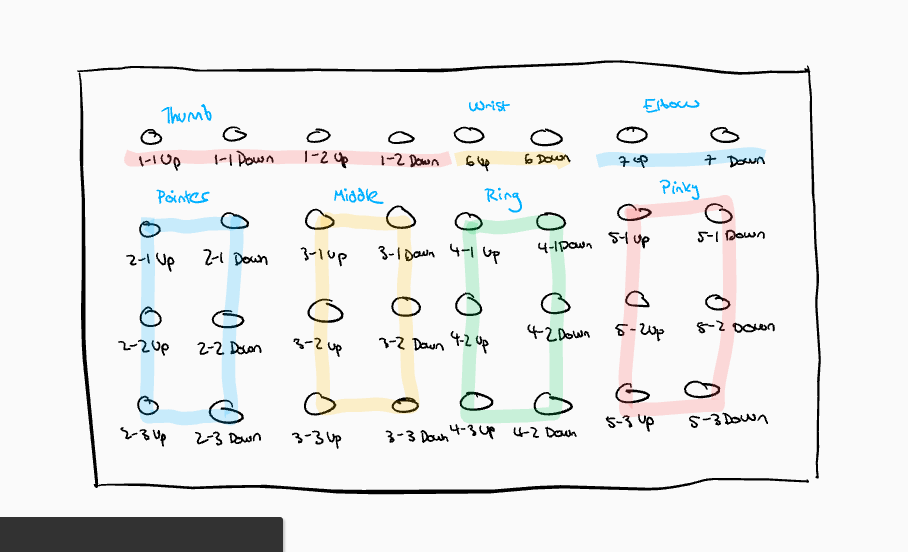 Thumb Wrist Elbow
1-1 Up 1-1 Down 1-2 Up 1-2 Down 6 Up 6 Down 7 Up 7 Down
Pointer Middle Ring Pinky
2-1 Up 2-1 Down 3-1 Up 3-1 Down 4-1 Up 4-1 Down 5-1 Up 5-1 Down
2-2 Up 2-2 Down 3-2 Up 3-2 Down 4-2 Up 4-2 Down 5-2 Up 5-2 Down
2-3 Up 2-3 Down 3-3 Up 3-3 Down 4-3 Up 4-2 Down 5-3 Up 5-3 Down